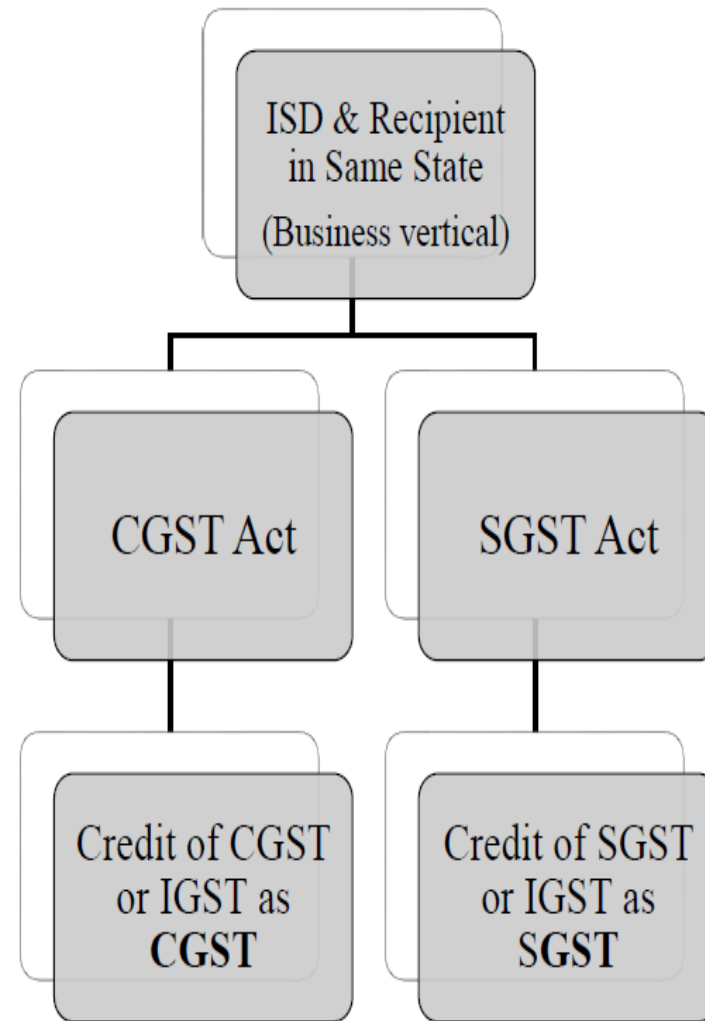 ISD & Recipient
in Same State
(Business vertical)
CGST Act
SGST Act
Credit of CGST
or IGST as
CGST
Credit of SGST
or IGST as
SGST